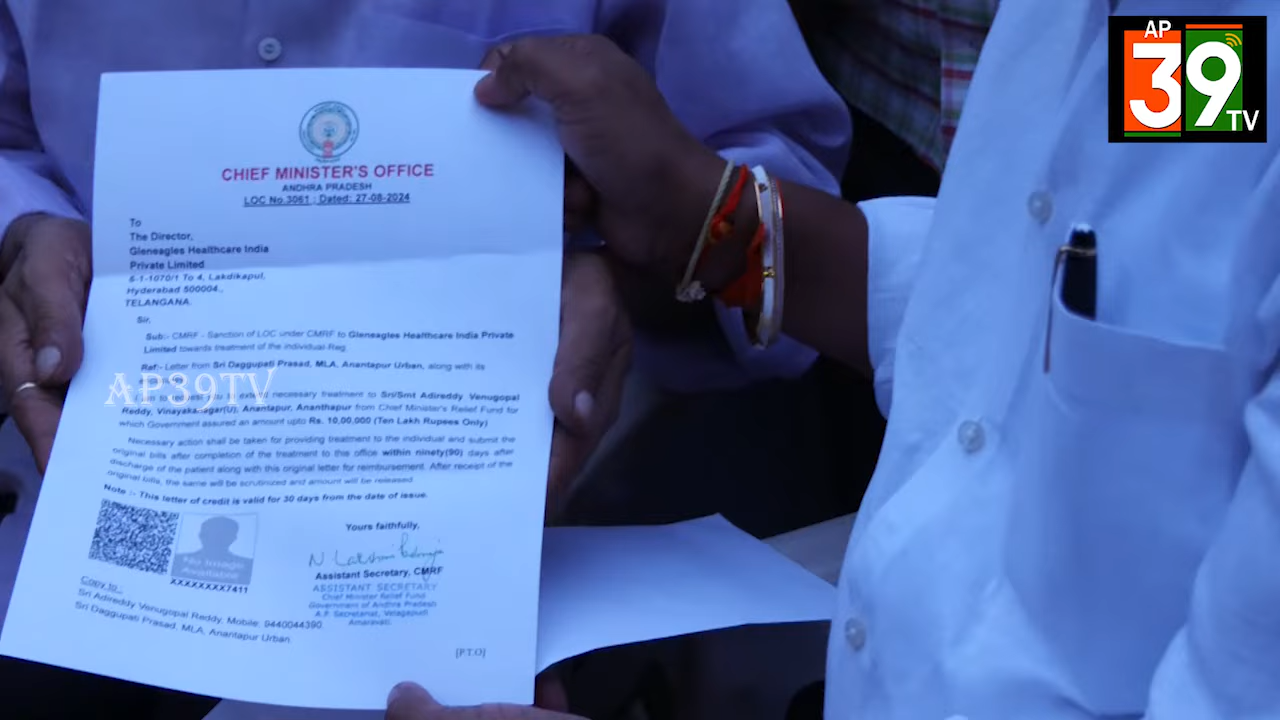 AP
39
TV
CHIEF MINISTER'S OFFICE
ANDHRA PRADESH
LOC No.3061 ; Dated: 27-08-2024
To
The Director,
Gleneagles Healthcare India
Private Limited
6-1-1070/1 To 4, Lakdikapul,
Hyderabad 500004.,
TELANGANA.
Sir,
Sub:- CMRF - Sanction of LOC under CMRF to Gleneagles Healthcare India Private
Limited towards treatment of the individual-Reg.
Ref:- Letter from Sri Daggupati Prasad, MLA, Anantapur Urban, along with its
AP39TV
necessary treatment to Sri/Smt Adireddy Venugopal
Reddy, Vinayakanagar(U), Anantapur, Ananthapur from Chief Minister's Relief Fund for
which Government assured an amount upto Rs. 10,00,000 (Ten Lakh Rupees Only)
Necessary action shall be taken for providing treatment to the individual and submit the
original bills after completion of the treatment to this office within ninety(90) days after
discharge of the patient along with this original letter for reimbursement. After receipt of the
original bills, the same will be scrutinized and amount will be released.
Note :- This letter of credit is valid for 30 days from the date of issue.
Yours faithfully,
No Image
Available
XXXXXXXX7411
Assistant Secretary, CMRF
ASSISTANT SECRETARY
Chief Minister Relief Fund
Government of Andhra Pradesh
A.P. Secretariat, Velagapudi
Amaravati.
Copy to :
Sri Adireddy Venugopal Reddy, Mobile: 9440044390.
Sri Daggupati Prasad, MLA, Anantapur Urban.
[P.T.O]